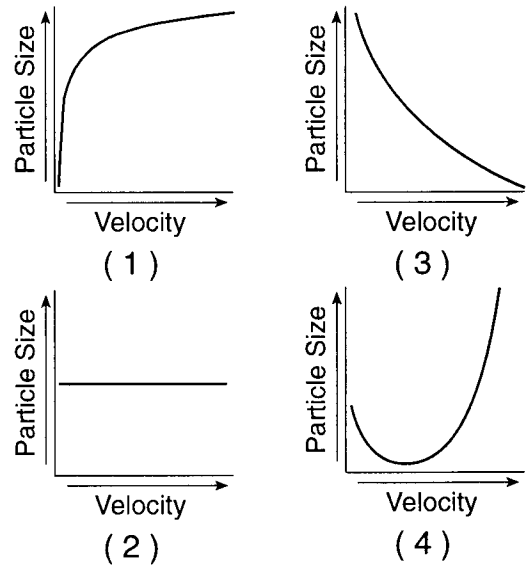 Particle Size
Velocity
( 1 )
Particle Size
Velocity
( 3 )
Particle Size
Velocity
( 2 )
Particle Size
Velocity
( 4 )